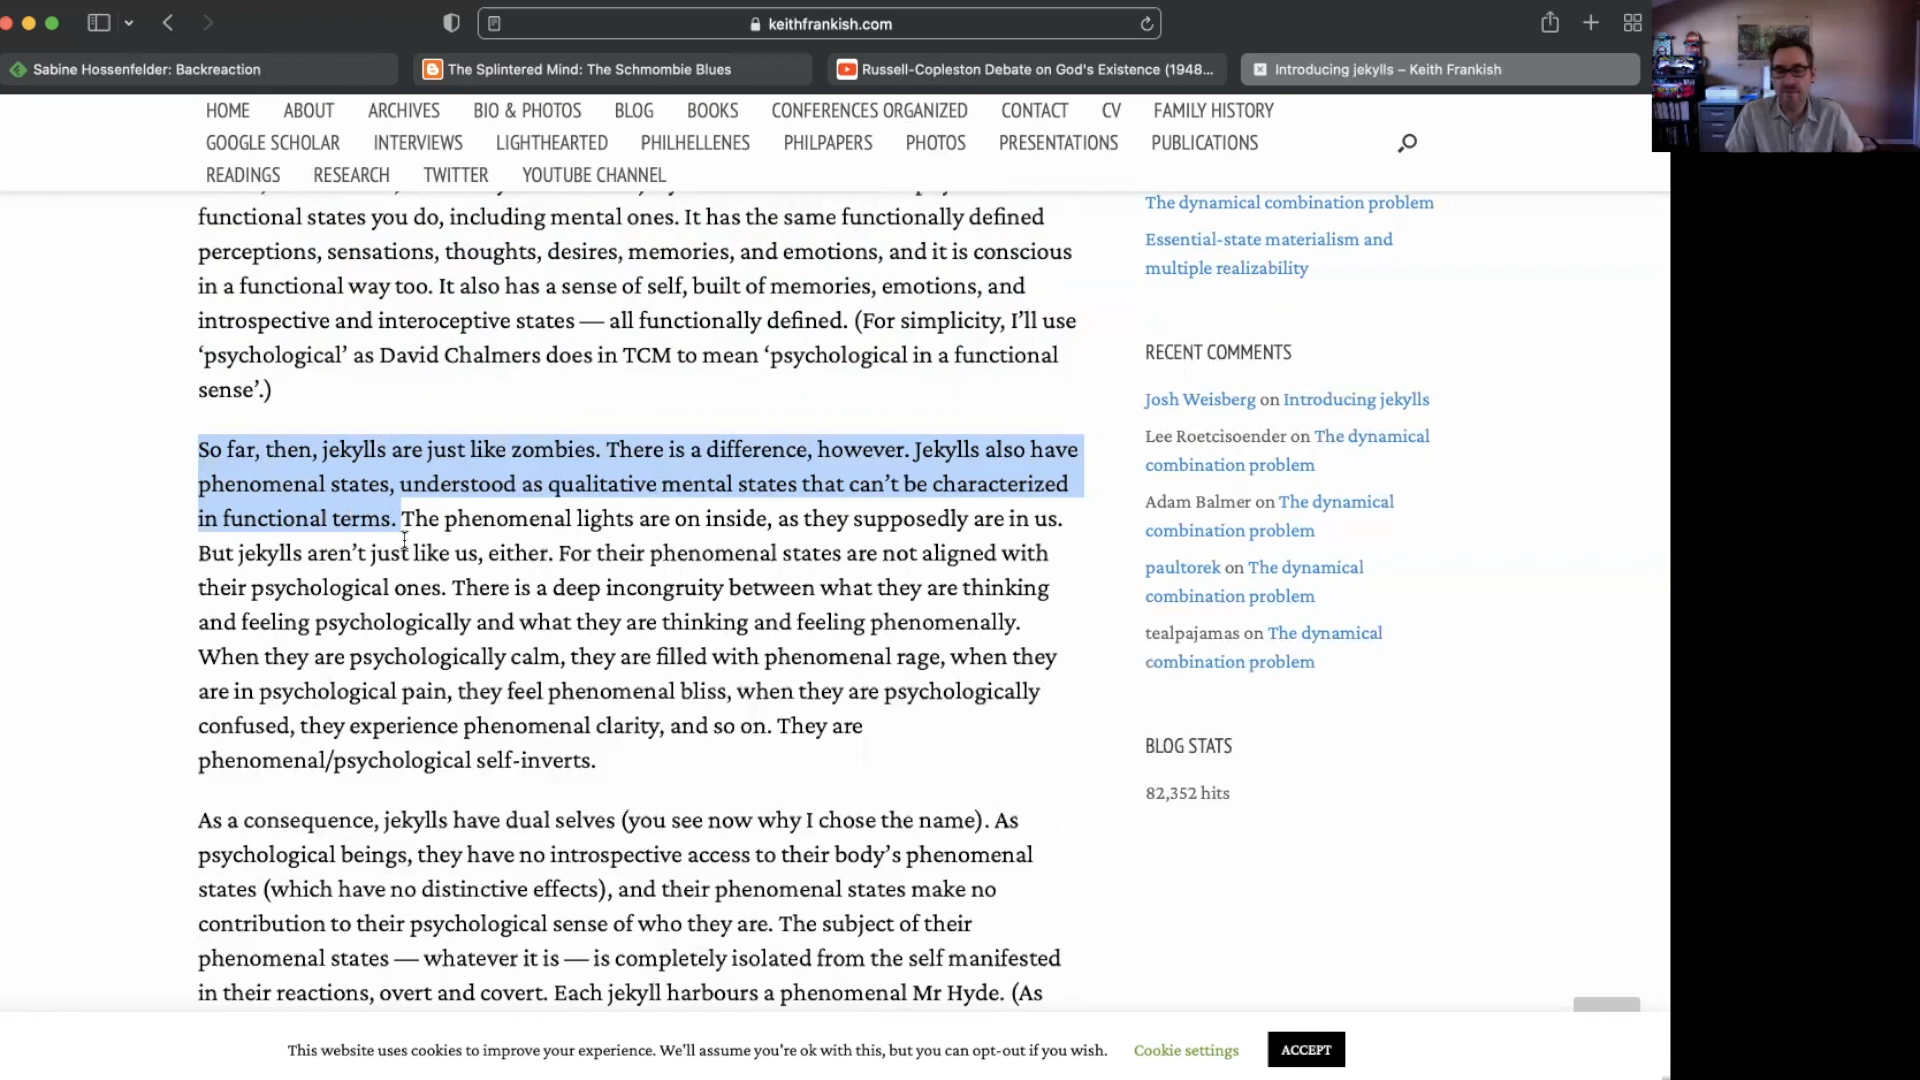 keithfrankish.com
Sabine Hossenfelder: Backreaction
The Splintered Mind: The Schmombie Blues
Russell-Copleston Debate on God's Existence (1948...
Introducing jekylls – Keith Frankish
HOME ABOUT ARCHIVES BIO & PHOTOS BLOG BOOKS CONFERENCES ORGANIZED CONTACT CV FAMILY HISTORY
GOOGLE SCHOLAR INTERVIEWS LIGHTHEARTED PHILHELLENES PHILPAPERS PHOTOS PRESENTATIONS PUBLICATIONS
READINGS RESEARCH TWITTER YOUTUBE CHANNEL
functional states you do, including mental ones. It has the same functionally defined
perceptions, sensations, thoughts, desires, memories, and emotions, and it is conscious
in a functional way too. It also has a sense of self, built of memories, emotions, and
introspective and interoceptive states — all functionally defined. (For simplicity, I’ll use
‘psychological’ as David Chalmers does in TCM to mean ‘psychological in a functional
sense’.)
So far, then, jekylls are just like zombies. There is a difference, however. Jekylls also have
phenomenal states, understood as qualitative mental states that can’t be characterized
in functional terms. The phenomenal lights are on inside, as they supposedly are in us.
But jekylls aren’t just like us, either. For their phenomenal states are not aligned with
their psychological ones. There is a deep incongruity between what they are thinking
and feeling psychologically and what they are thinking and feeling phenomenally.
When they are psychologically calm, they are filled with phenomenal rage, when they
are in psychological pain, they feel phenomenal bliss, when they are psychologically
confused, they experience phenomenal clarity, and so on. They are
phenomenal/psychological self-inverts.
As a consequence, jekylls have dual selves (you see now why I chose the name). As
psychological beings, they have no introspective access to their body’s phenomenal
states (which have no distinctive effects), and their phenomenal states make no
contribution to their psychological sense of who they are. The subject of their
phenomenal states — whatever it is — is completely isolated from the self manifested
in their reactions, overt and covert. Each jekyll harbours a phenomenal Mr Hyde. (As
The dynamical combination problem
Essential-state materialism and
multiple realizability
RECENT COMMENTS
Josh Weisberg on Introducing jekylls
Lee Roetcisoender on The dynamical
combination problem
Adam Balmer on The dynamical
combination problem
paultorek on The dynamical
combination problem
tealpajamas on The dynamical
combination problem
BLOG STATS
82,352 hits
This website uses cookies to improve your experience. We'll assume you're ok with this, but you can opt-out if you wish.
Cookie settings
ACCEPT